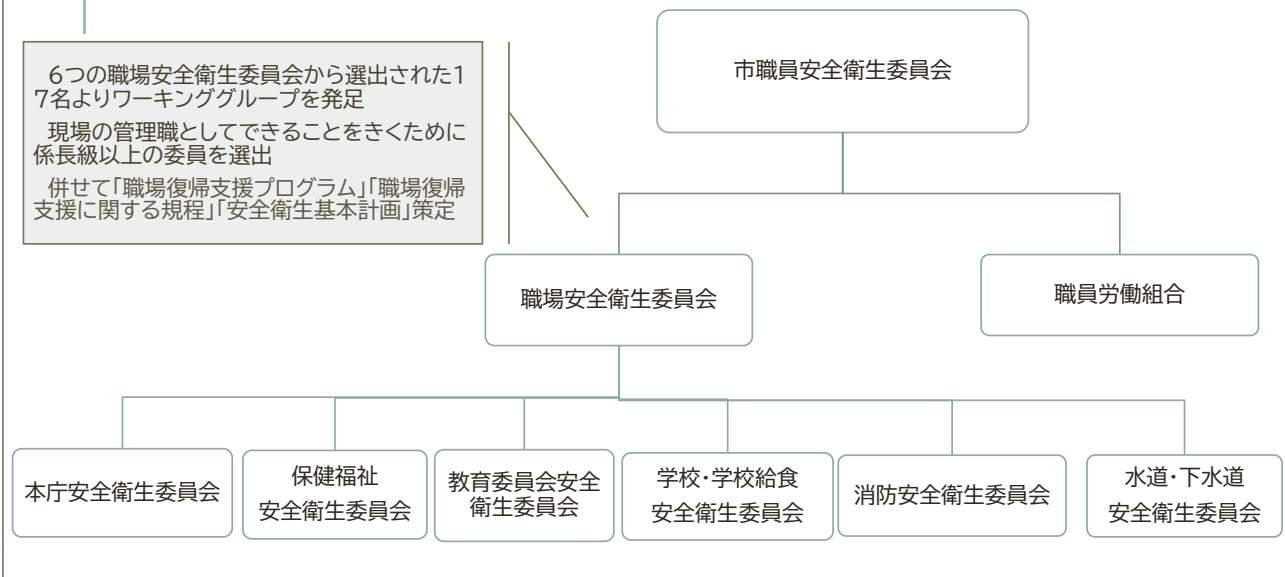 市職員安全衛生委員会
6つの職場安全衛生委員会から選出された1
7名よりワーキンググループを発足
現場の管理職としてできることをきくために
係長級以上の委員を選出
併せて「職場復帰支援プログラム」「職場復帰
支援に関する規程」「安全衛生基本計画」策定
職場安全衛生委員会
職員労働組合
本庁安全衛生委員会
保健福祉
安全衛生委員会
教育委員会安全
衛生委員会
学校・学校給食
安全衛生委員会
消防安全衛生委員会
水道・下水道
安全衛生委員会